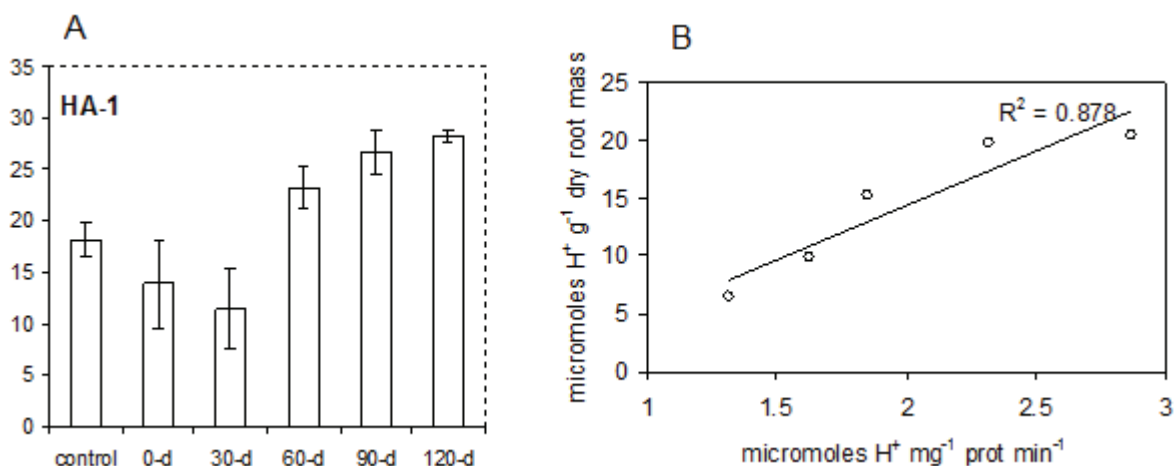 A
35
HA-1
30
25
20
15
10
5
0
control 0-d 30-d 60-d 90-d 120-d
B
micromoles H⁺ g⁻¹ dry root mass
25
R² = 0.878
20
15
10
5
0
1 1.5 2 2.5 3
micromoles H⁺ mg⁻¹ prot min⁻¹